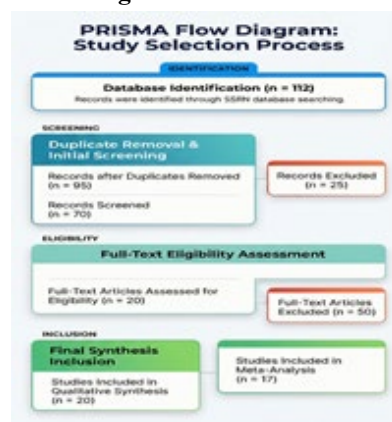 PRISMA Flow Diagram:
Study Selection Process
IDENTIFICATION
Database Identification (n = 112)
Records were identified through SSRN database searching.
SCREENING
Duplicate Removal &
Initial Screening
Records after Duplicates Removed
(n = 95)
Records Screened
(n = 70)
Records Excluded
(n = 25)
ELIGIBILITY
Full-Text Eligibility Assessment
Full-Text Articles Assessed for
Eligibility (n = 20)
Full-Text Articles
Excluded (n = 50)
INCLUSION
Final Synthesis
Inclusion
Studies Included in
Qualitative Synthesis
(n = 20)
Studies Included in
Meta-Analysis
(n = 17)